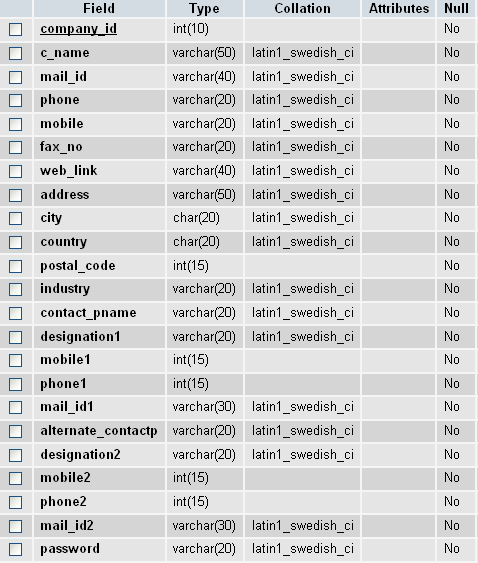 Field Type Collation Attributes Null
company_id int(10) No
c_name varchar(50) latin1_swedish_ci No
mail_id varchar(40) latin1_swedish_ci No
phone varchar(20) latin1_swedish_ci No
mobile varchar(20) latin1_swedish_ci No
fax_no varchar(20) latin1_swedish_ci No
web_link varchar(40) latin1_swedish_ci No
address varchar(50) latin1_swedish_ci No
city char(20) latin1_swedish_ci No
country char(20) latin1_swedish_ci No
postal_code int(15) No
industry varchar(20) latin1_swedish_ci No
contact_pname varchar(20) latin1_swedish_ci No
designation1 varchar(20) latin1_swedish_ci No
mobile1 int(15) No
phone1 int(15) No
mail_id1 varchar(30) latin1_swedish_ci No
alternate_contactp varchar(20) latin1_swedish_ci No
designation2 varchar(20) latin1_swedish_ci No
mobile2 int(15) No
phone2 int(15) No
mail_id2 varchar(30) latin1_swedish_ci No
password varchar(20) latin1_swedish_ci No